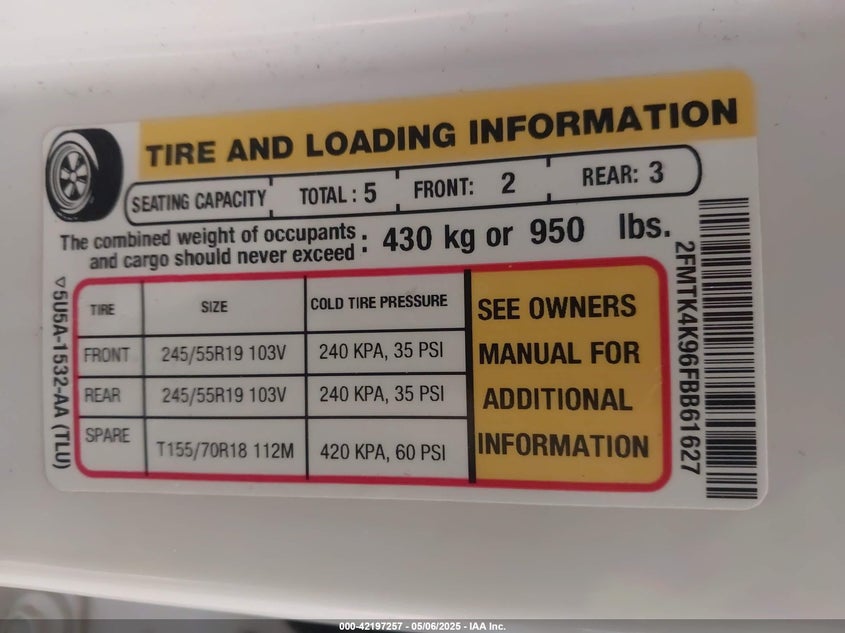 TIRE AND LOADING INFORMATION
SEATING CAPACITY TOTAL : 5 FRONT: 2 REAR: 3
The combined weight of occupants
and cargo should never exceed : 430 kg or 950 lbs.
TIRE SIZE COLD TIRE PRESSURE
FRONT 245/55R19 103V 240 KPA, 35 PSI
REAR 245/55R19 103V 240 KPA, 35 PSI
SPARE T155/70R18 112M 420 KPA, 60 PSI
SEE OWNERS
MANUAL FOR
ADDITIONAL
INFORMATION
5U5A-1532-AA (TLU)
2FMTK4K96FBB61627
000-42197257 - 05/06/2025 - IAA Inc.